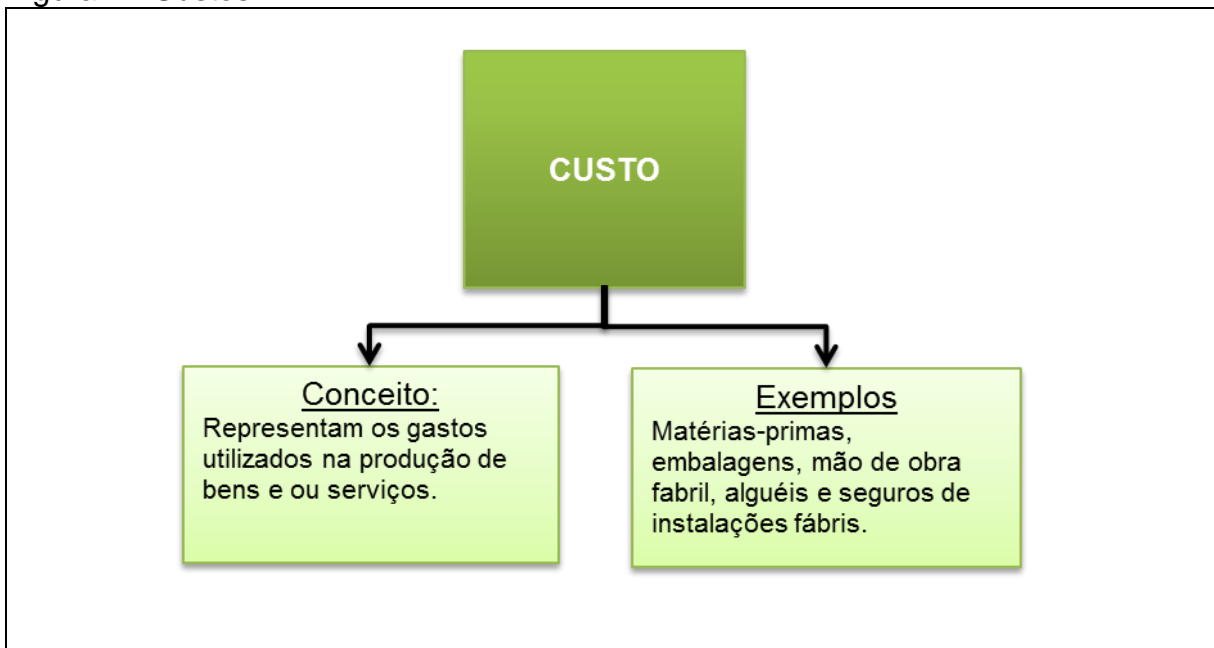 CUSTO
Conceito:
Representam os gastos
utilizados na produção de
bens e ou serviços.
Exemplos
Matérias-primas,
embalagens, mão de obra
fabril, alguéis e seguros de
instalações fábris.